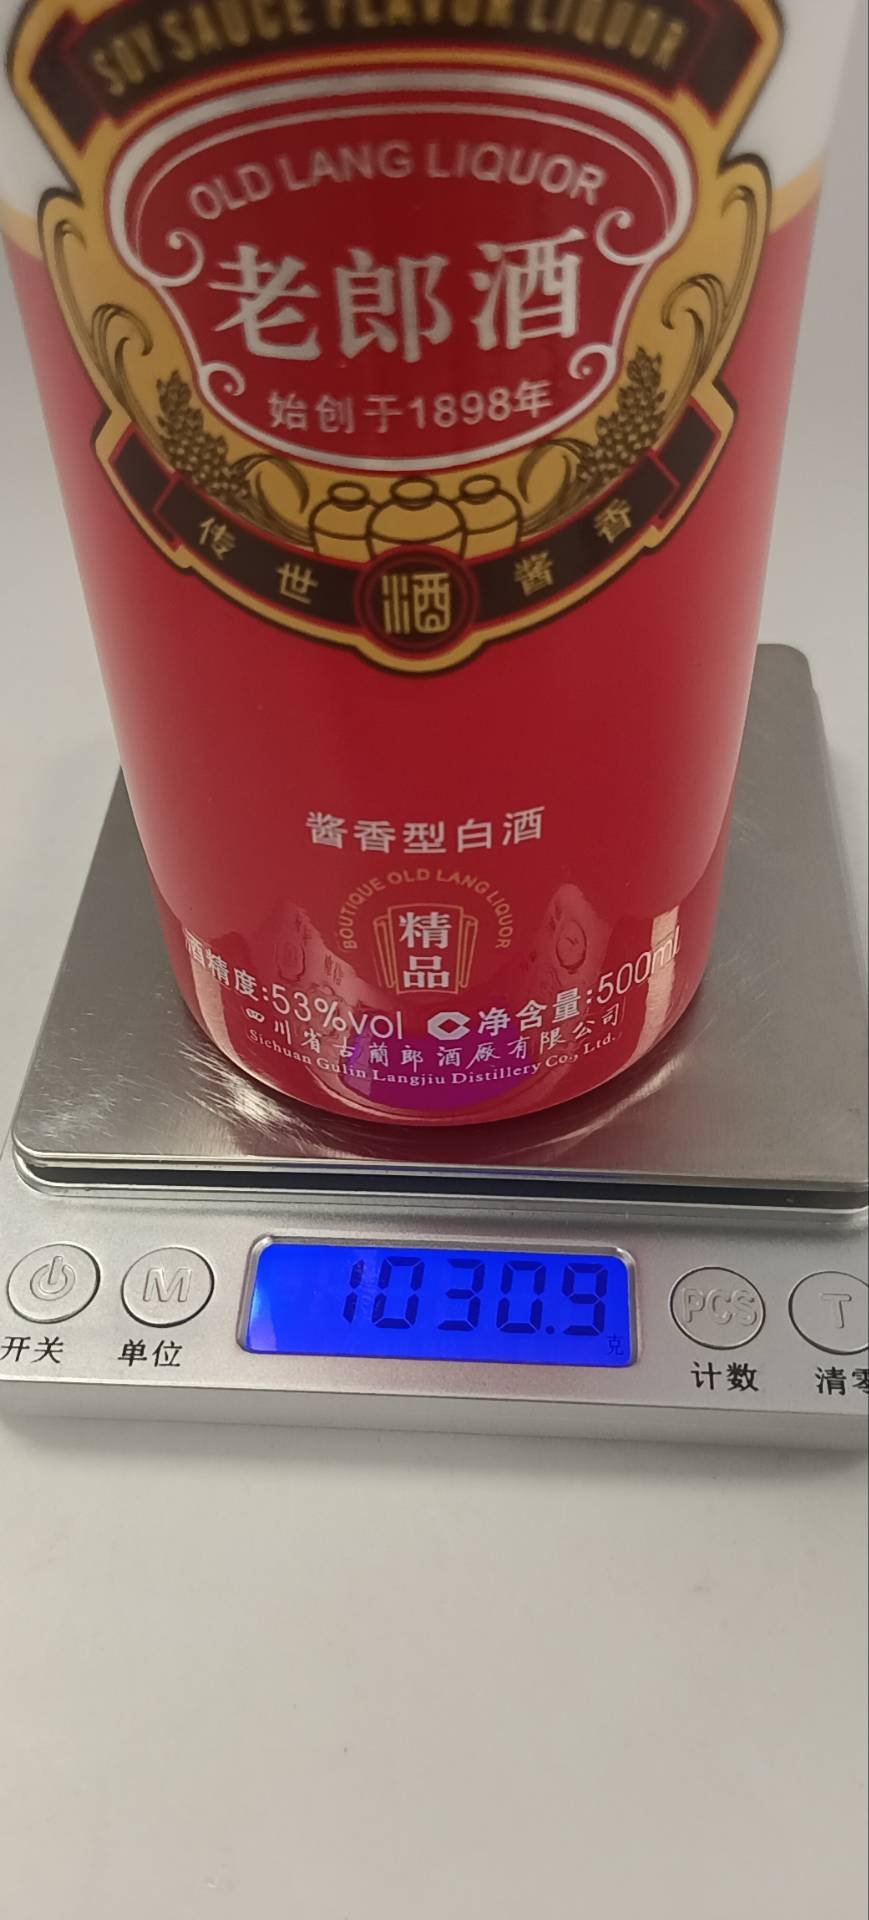 SOY SAUCE FLAVOR LIQUOR
OLD LANG LIQUOR
老郎酒
始创于1898年
传世酒酱香
酱香型白酒
BOUTIQUE OLD LANG LIQUOR
精品
酒精度:53%vol 净含量:500mL
四川省古蔺郎酒厂有限公司
Sichuan Gulin Langjiu Distillery Co., Ltd.
1030.9
克
M PCS T
开关 单位 计数 清零